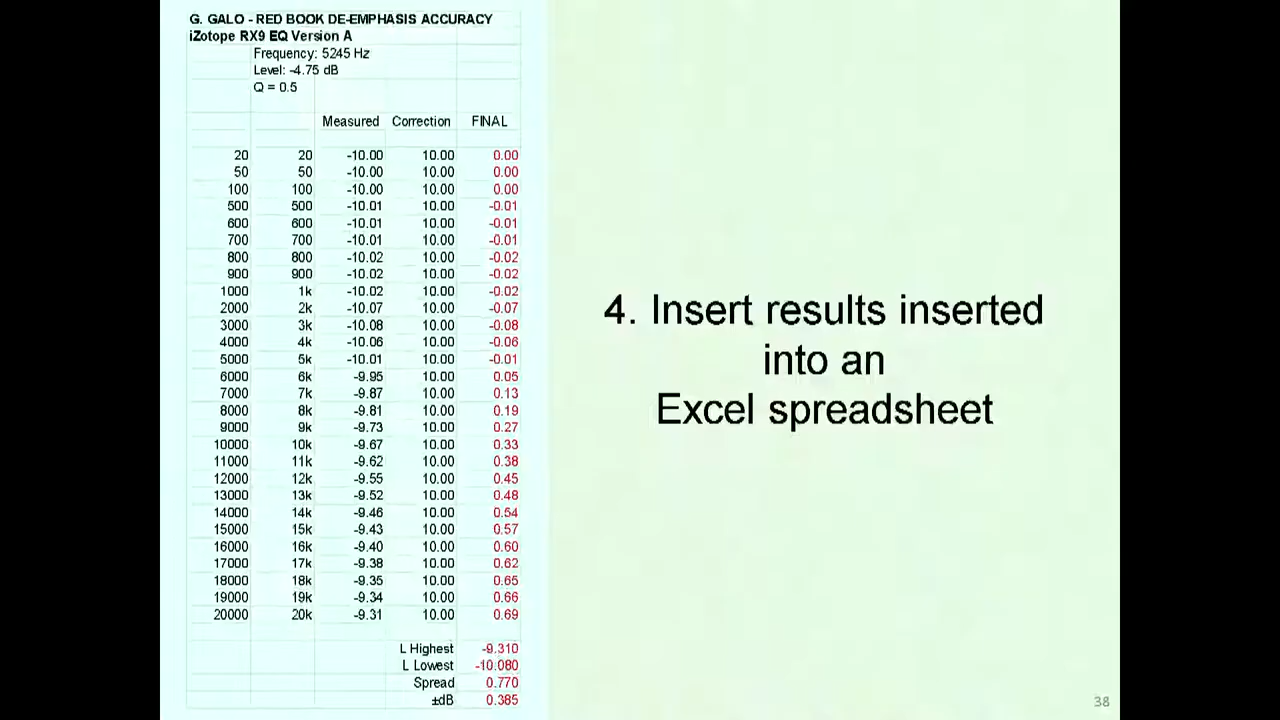 G. GALO - RED BOOK DE-EMPHASIS ACCURACY
iZotope RX9 EQ Version A
Frequency: 5245 Hz
Level: -4.75 dB
Q = 0.5
Measured Correction FINAL
20 20 -10.00 10.00 0.00
50 50 -10.00 10.00 0.00
100 100 -10.00 10.00 0.00
500 500 -10.01 10.00 -0.01
600 600 -10.01 10.00 -0.01
700 700 -10.01 10.00 -0.01
800 800 -10.02 10.00 -0.02
900 900 -10.02 10.00 -0.02
1000 1k -10.02 10.00 -0.02
2000 2k -10.07 10.00 -0.07
3000 3k -10.08 10.00 -0.08
4000 4k -10.06 10.00 -0.06
5000 5k -10.01 10.00 -0.01
6000 6k -9.95 10.00 0.05
7000 7k -9.87 10.00 0.13
8000 8k -9.81 10.00 0.19
9000 9k -9.73 10.00 0.27
10000 10k -9.67 10.00 0.33
11000 11k -9.62 10.00 0.38
12000 12k -9.55 10.00 0.45
13000 13k -9.52 10.00 0.48
14000 14k -9.46 10.00 0.54
15000 15k -9.43 10.00 0.57
16000 16k -9.40 10.00 0.60
17000 17k -9.38 10.00 0.62
18000 18k -9.35 10.00 0.65
19000 19k -9.34 10.00 0.66
20000 20k -9.31 10.00 0.69
L Highest -9.310
L Lowest -10.080
Spread 0.770
±dB 0.385
4. Insert results inserted
into an
Excel spreadsheet
38